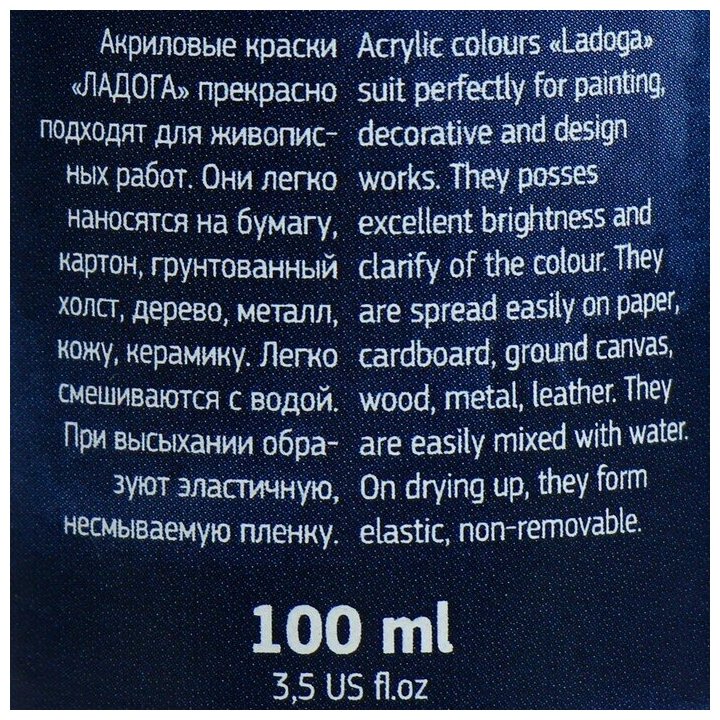 Акриловые краски
«ЛАДОГА» прекрасно
подходят для живопис-
ных работ. Они легко
наносятся на бумагу,
картон, грунтованный
холст, дерево, металл,
кожу, керамику. Легко
смешиваются с водой.
При высыхании обра-
зуют эластичную,
несмываемую пленку.
Acrylic colours «Ladoga»
suit perfectly for painting,
decorative and design
works. They posses
excellent brightness and
clarify of the colour. They
are spread easily on paper,
cardboard, ground canvas,
wood, metal, leather. They
are easily mixed with water.
On drying up, they form
elastic, non-removable.
100 ml
3,5 US fl.oz